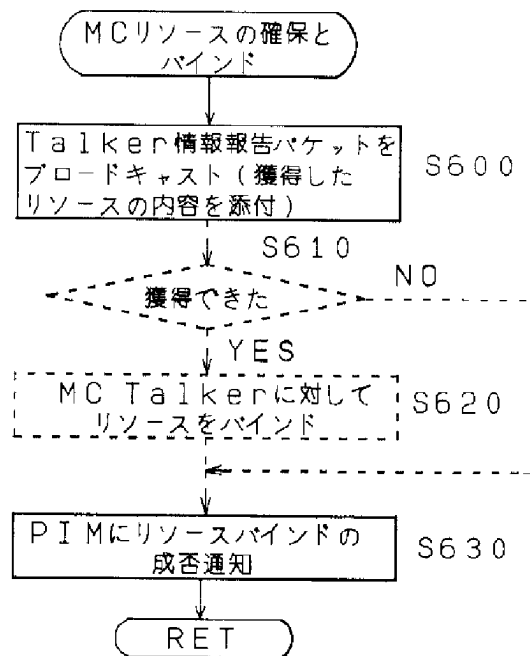 MCリソースの確保と
バインド
Talker情報報告パケットを
ブロードキャスト(獲得した
リソースの内容を添付)
S600
S610
獲得できた
NO
YES
MC Talkerに対して
リソースをバインド
S620
PIMにリソースバインドの
成否通知
S630
RET